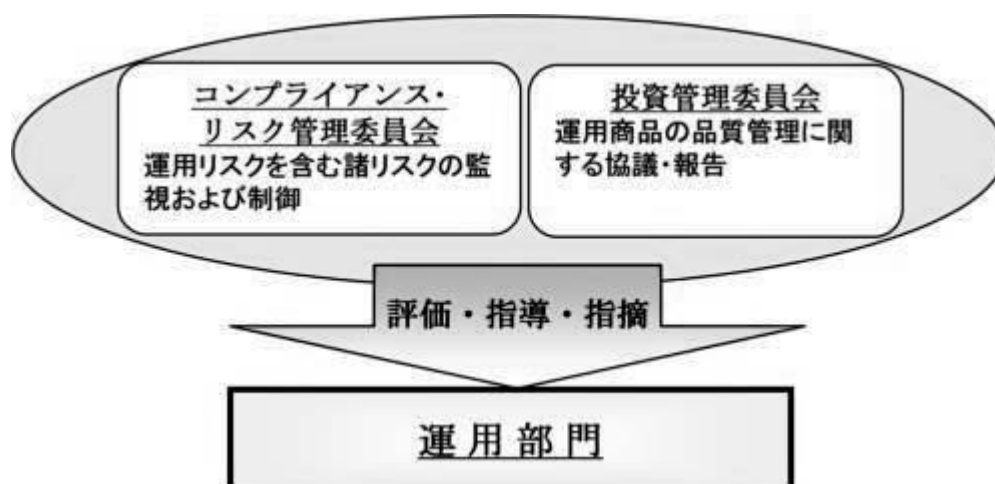 コンプライアンス・
リスク管理委員会
運用リスクを含む諸リスクの監
視および制御
投資管理委員会
運用商品の品質管理に関
する協議・報告
評価・指導・指摘
運用部門